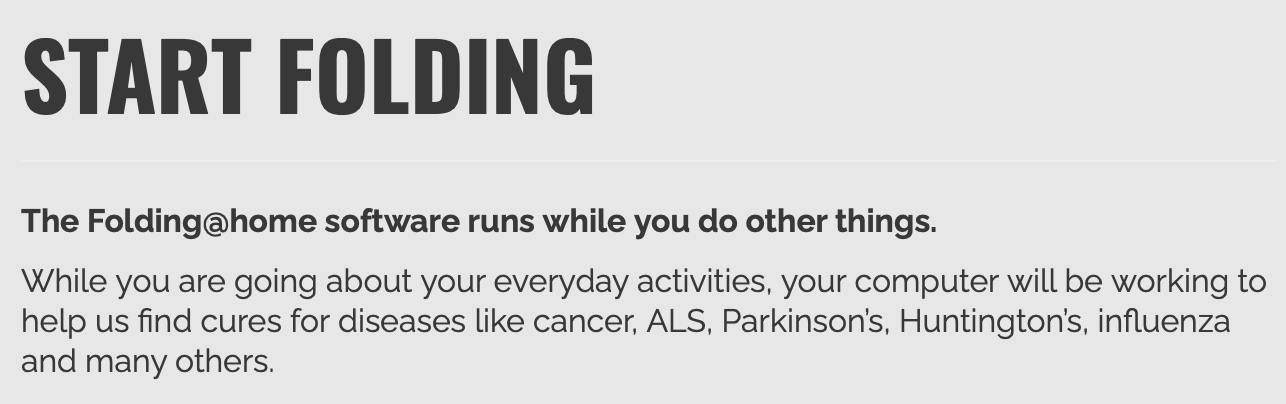 START FOLDING
The Folding@home software runs while you do other things.
While you are going about your everyday activities, your computer will be working to
help us find cures for diseases like cancer, ALS, Parkinson’s, Huntington’s, influenza
and many others.